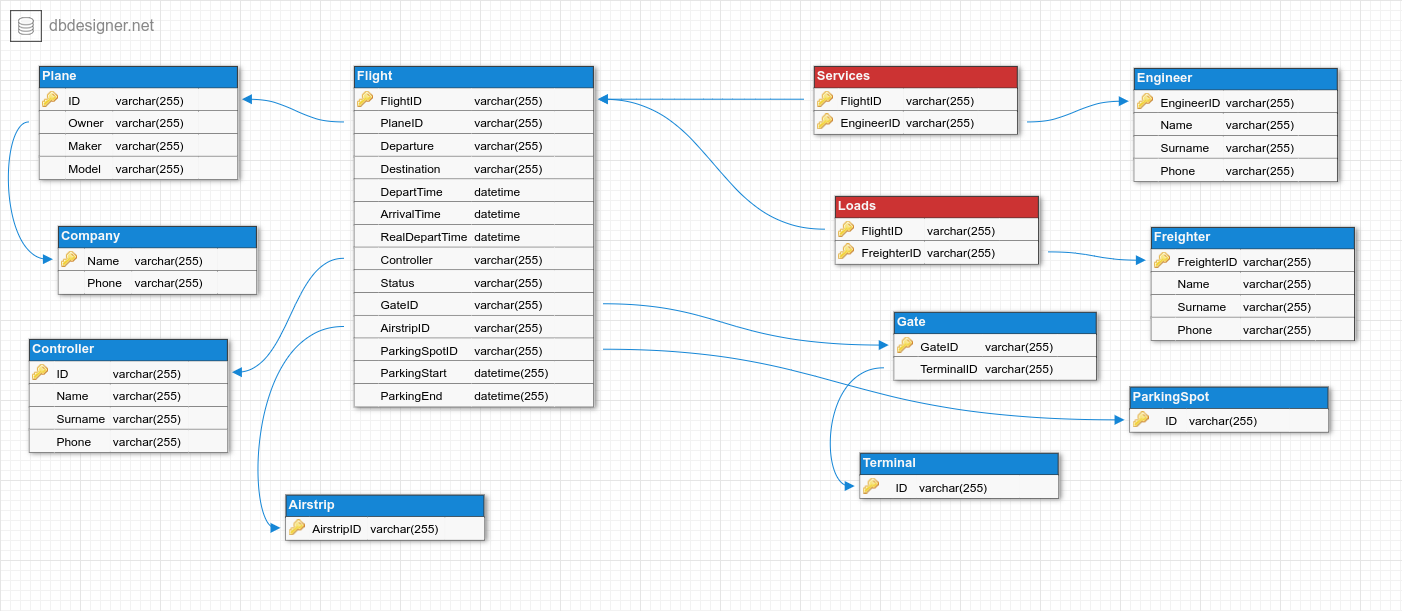 dbdesigner.net
Plane
ID varchar(255)
Owner varchar(255)
Maker varchar(255)
Model varchar(255)
Company
Name varchar(255)
Phone varchar(255)
Controller
ID varchar(255)
Name varchar(255)
Surname varchar(255)
Phone varchar(255)
Airstrip
AirstripID varchar(255)
Flight
FlightID varchar(255)
PlaneID varchar(255)
Departure varchar(255)
Destination varchar(255)
DepartTime datetime
ArrivalTime datetime
RealDepartTime datetime
Controller varchar(255)
Status varchar(255)
GateID varchar(255)
AirstripID varchar(255)
ParkingSpotID varchar(255)
ParkingStart datetime(255)
ParkingEnd datetime(255)
Services
FlightID varchar(255)
EngineerID varchar(255)
Loads
FlightID varchar(255)
FreighterID varchar(255)
Gate
GateID varchar(255)
TerminalID varchar(255)
Terminal
ID varchar(255)
Engineer
EngineerID varchar(255)
Name varchar(255)
Surname varchar(255)
Phone varchar(255)
Freighter
FreighterID varchar(255)
Name varchar(255)
Surname varchar(255)
Phone varchar(255)
ParkingSpot
ID varchar(255)